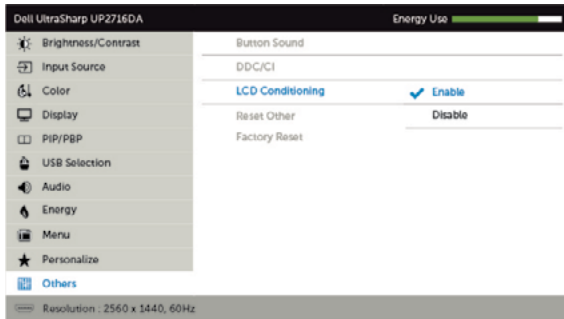 Dell UltraSharp UP2716DA
Energy Use
Brightness/Contrast
Button Sound
Input Source
DDC/CI
Color
LCD Conditioning
Enable
Display
Reset Other
Disable
PIP/PBP
Factory Reset
USB Selection
Audio
Energy
Menu
Personalize
Others
Resolution : 2560 x 1440, 60Hz